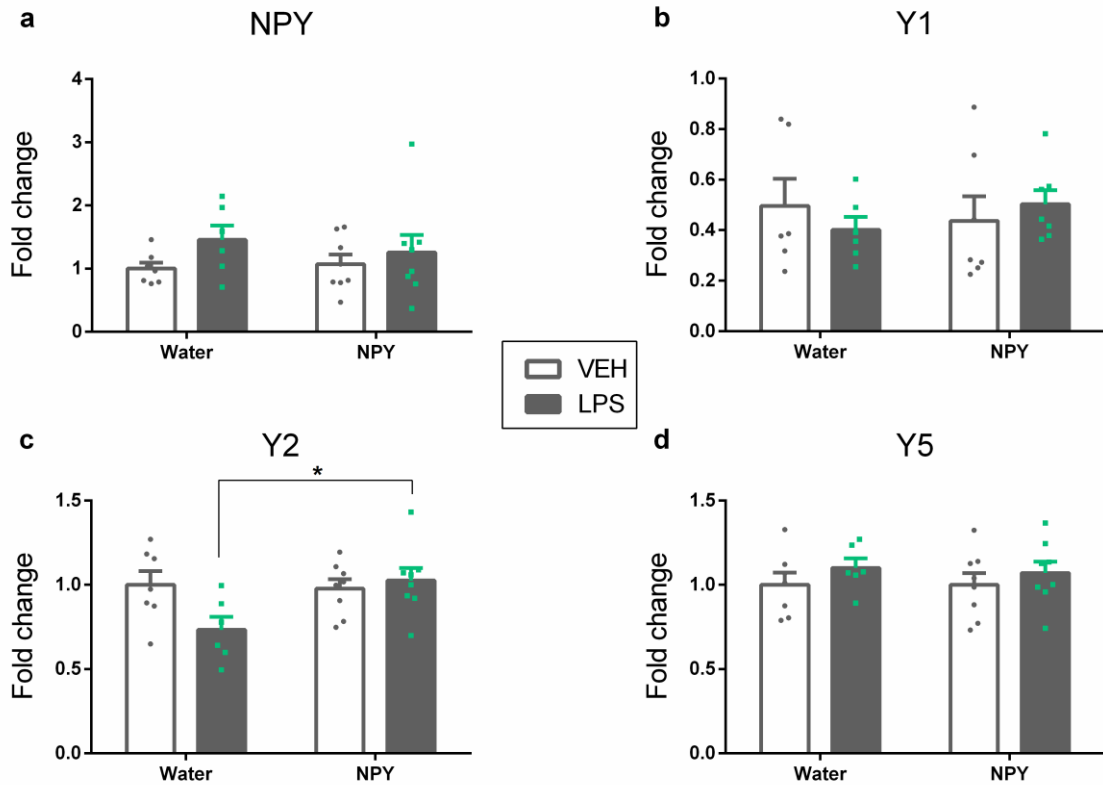 a
NPY
Fold change
4
3
2
1
0
Water
NPY
b
Y1
Fold change
1.0
0.8
0.6
0.4
0.2
0.0
Water
NPY
VEH
LPS
c
Y2
*
Fold change
1.5
1.0
0.5
0.0
Water
NPY
d
Y5
Fold change
1.5
1.0
0.5
0.0
Water
NPY